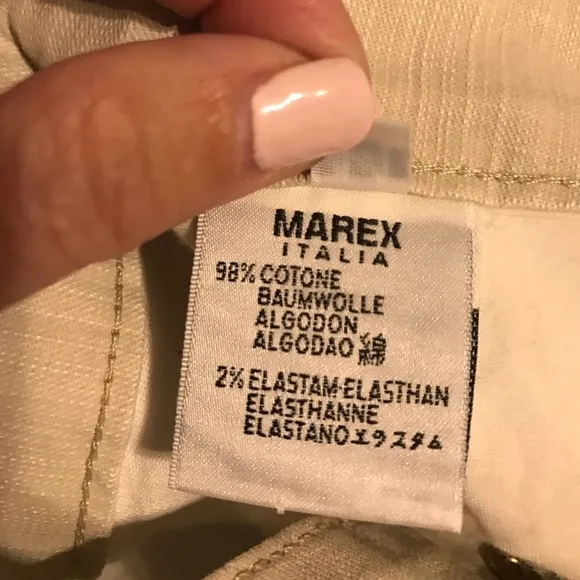 MAREX
ITALIA
98% COTONE
BAUMWOLLE
ALGODON
ALGODAO 綿
2% ELASTAM-ELASTHAN
ELASTHANNE
ELASTANO エラスタム